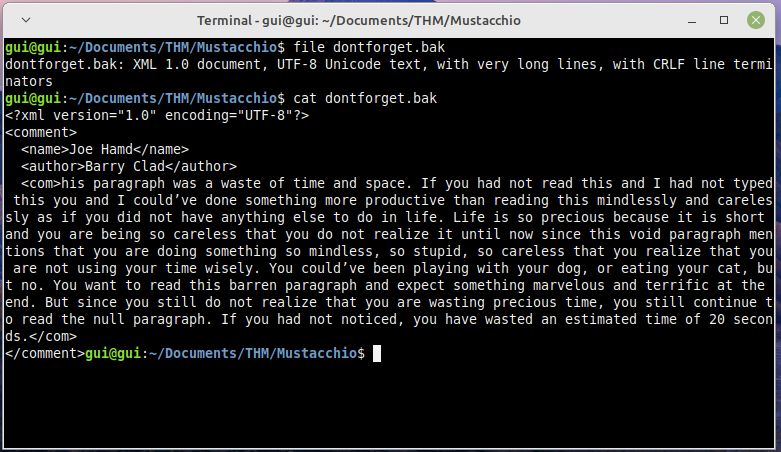 Terminal - gui@gui: ~/Documents/THM/Mustacchio
gui@gui:~/Documents/THM/Mustacchio$ file dontforget.bak
dontforget.bak: XML 1.0 document, UTF-8 Unicode text, with very long lines, with CRLF line termi
nators
gui@gui:~/Documents/THM/Mustacchio$ cat dontforget.bak
<?xml version="1.0" encoding="UTF-8"?>
<comment>
  <name>Joe Hamd</name>
  <author>Barry Clad</author>
  <com>his paragraph was a waste of time and space. If you had not read this and I had not typed
 this you and I could’ve done something more productive than reading this mindlessly and careles
sly as if you did not have anything else to do in life. Life is so precious because it is short 
and you are being so careless that you do not realize it until now since this void paragraph men
tions that you are doing something so mindless, so stupid, so careless that you realize that you
 are not using your time wisely. You could’ve been playing with your dog, or eating your cat, bu
t no. You want to read this barren paragraph and expect something marvelous and terrific at the 
end. But since you still do not realize that you are wasting precious time, you still continue t
o read the null paragraph. If you had not noticed, you have wasted an estimated time of 20 secon
ds.</com>
</comment>gui@gui:~/Documents/THM/Mustacchio$